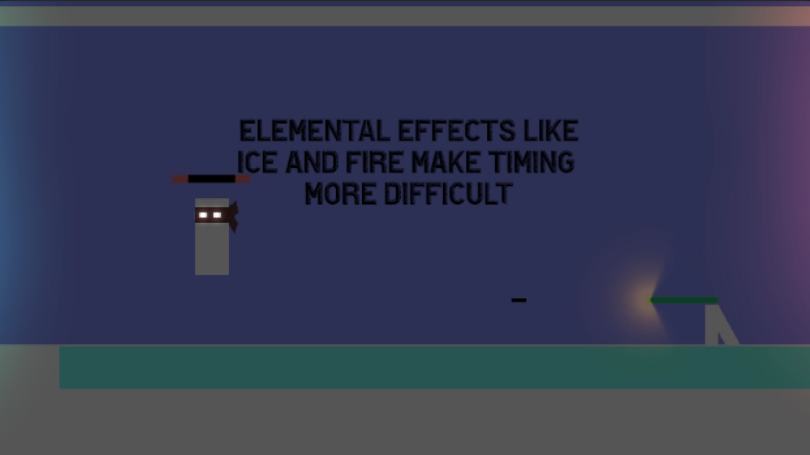 ELEMENTAL EFFECTS LIKE
ICE AND FIRE MAKE TIMING
MORE DIFFICULT